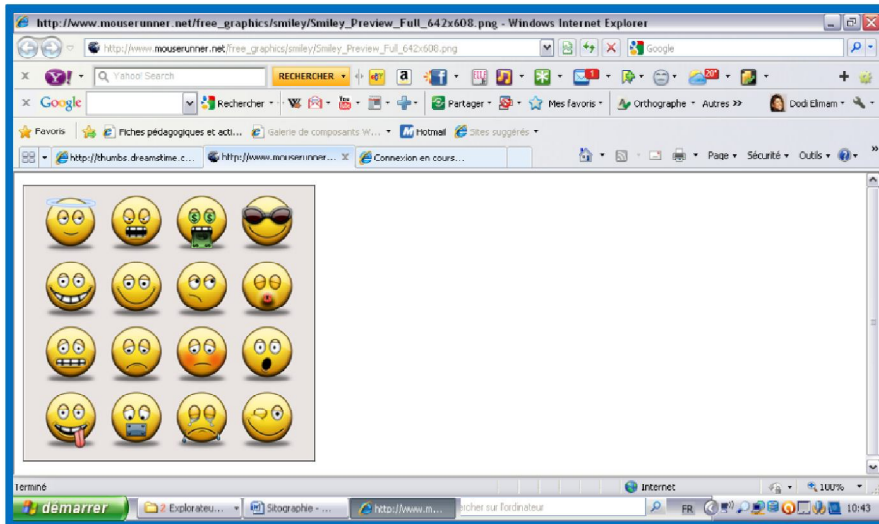 http://www.mouserunner.net/free_graphics/smiley/Smiley_Preview_Full_642x608.png - Windows Internet Explorer
http://www.mouserunner.net/free_graphics/smiley/Smiley_Preview_Full_642x608.png Google
Yahoo! Search RECHERCHER
Google Rechercher Partager Mes favoris Orthographe Autres >> Dodi Elmam
Favoris Fiches pédagogiques et acti... Galerie de composants W... Hotmail Sites suggérés
http://thumbs.dreamstime.c... http://www.mouserunner... Connexion en cours... Page Sécurité Outils
Terminé Internet 100%
démarrer 2 Explorateu... Sitographie - ... http://www.m... rcher sur l'ordinateur FR 10:43